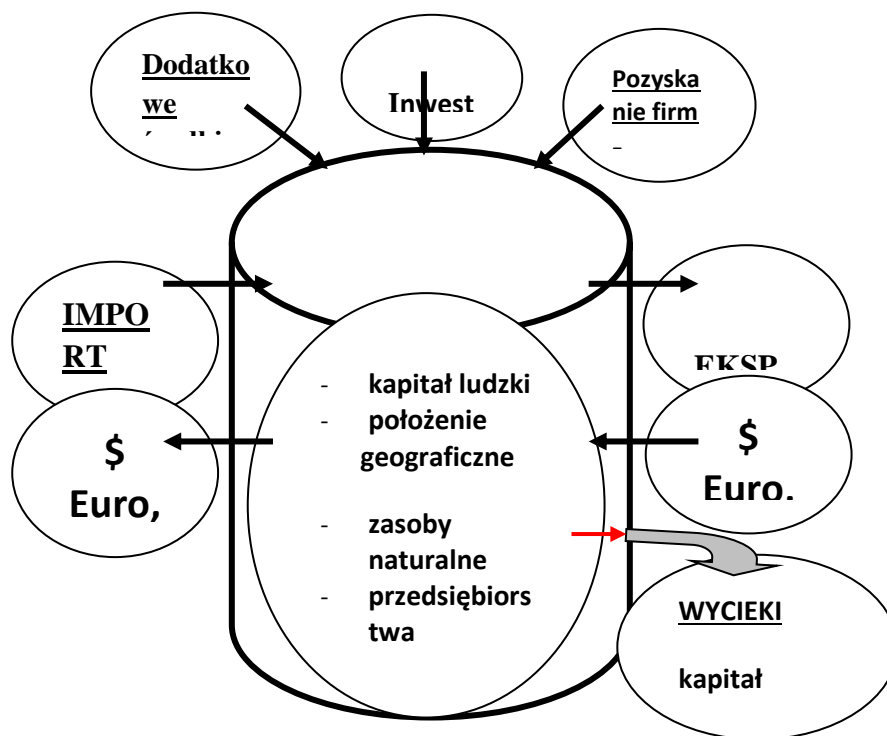 Dodatko
we
Inwest
Pozyska
nie firm
-
IMPO
RT
EKSP
$
Euro,
- kapitał ludzki
- położenie
geograficzne
- zasoby
naturalne
- przedsiębiors
twa
$
Euro,
WYCIEKI
kapitał